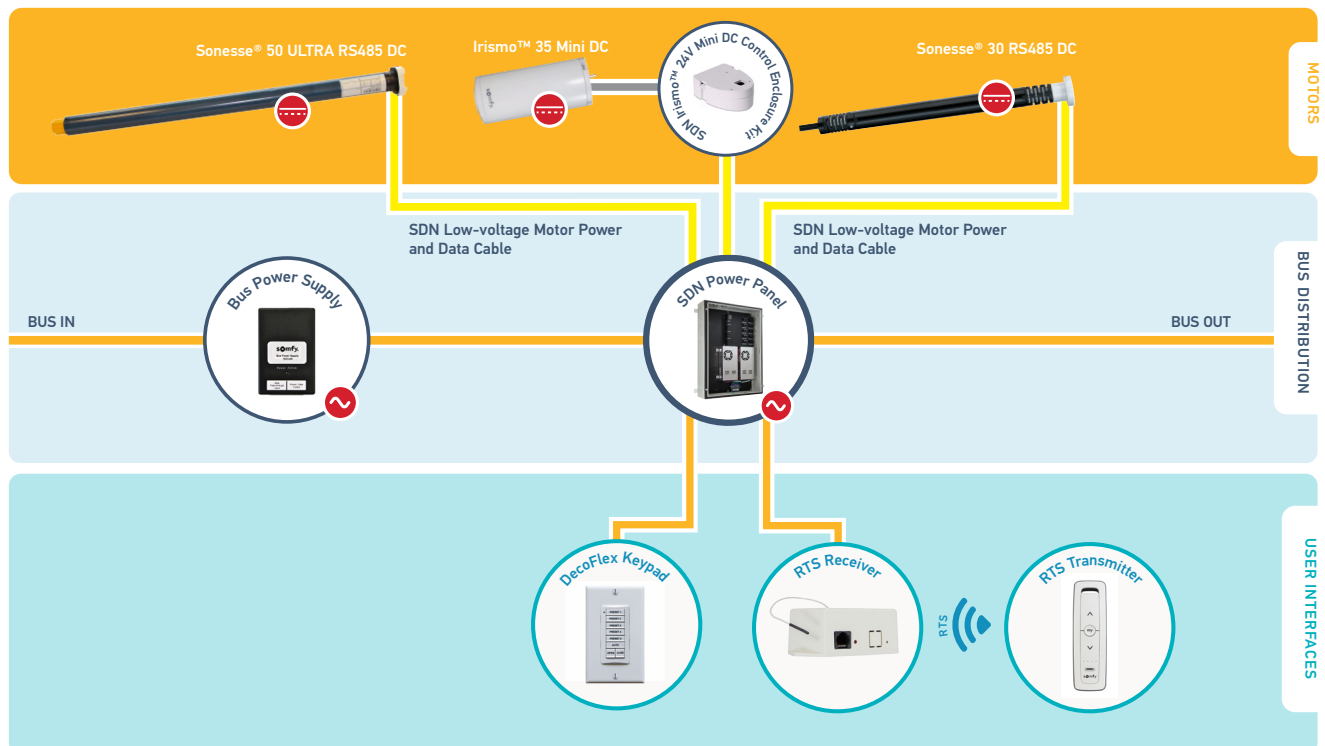 Sonesse® 50 ULTRA RS485 DC
Irismo™ 35 Mini DC
SDN Irismo™ 24V Mini DC Control Enclosure Kit
Sonesse® 30 RS485 DC
MOTORS
SDN Low-voltage Motor Power
and Data Cable
SDN Low-voltage Motor Power
and Data Cable
BUS IN
Bus Power Supply
somfy.
SDN Power Panel
BUS OUT
BUS DISTRIBUTION
DecoFlex Keypad
RTS Receiver
RTS
RTS Transmitter
my
somfy.
USER INTERFACES